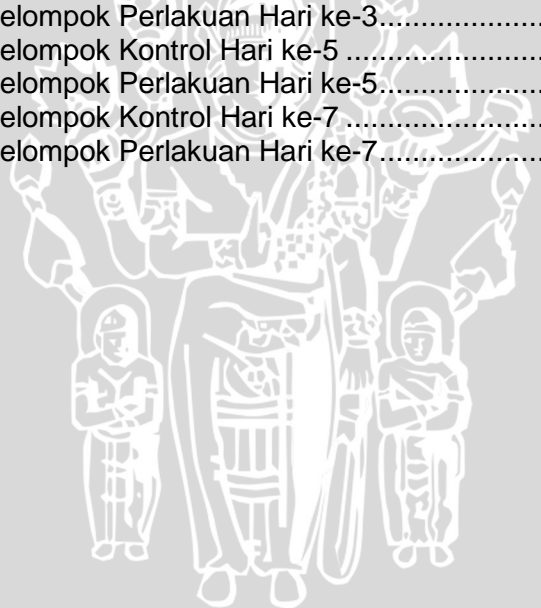 elompok Perlakuan Hari ke-3........................
elompok Kontrol Hari ke-5 ........................
elompok Perlakuan Hari ke-5........................
elompok Kontrol Hari ke-7 ........................
elompok Perlakuan Hari ke-7........................